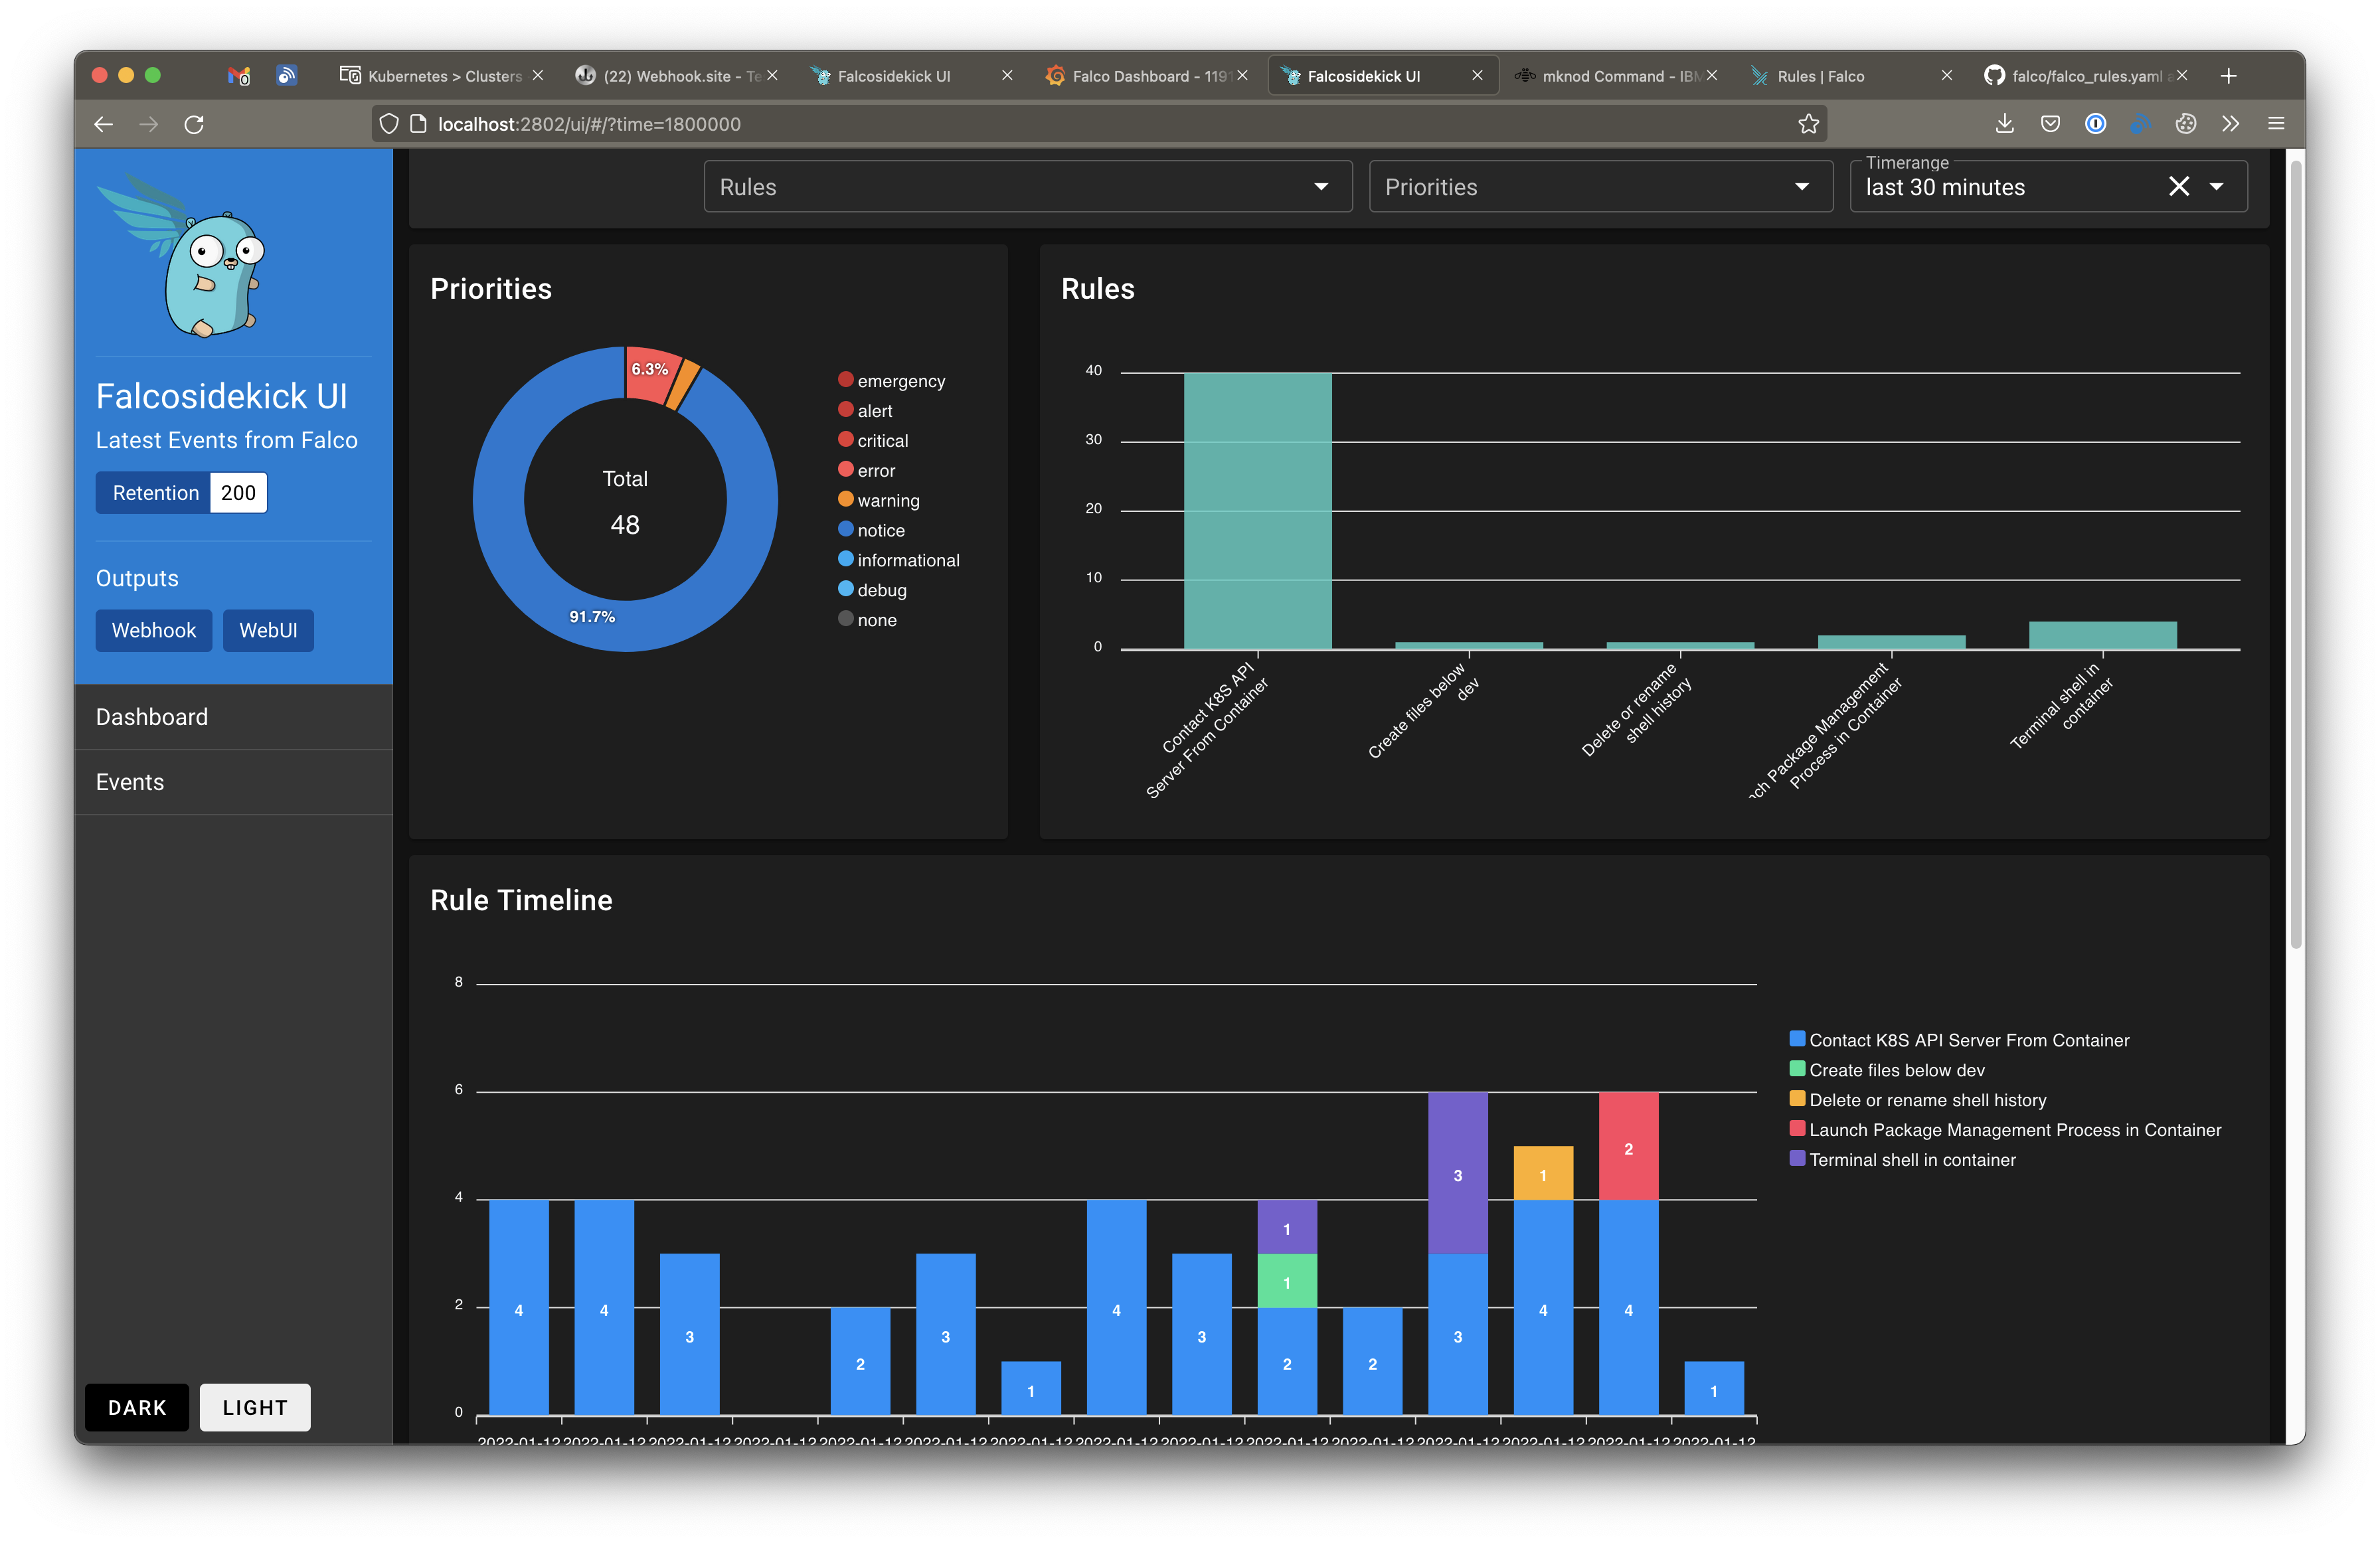 0
Kubernetes > Clusters
(22) Webhook.site - Te
Falcosidekick UI
Falco Dashboard - 1191
Falcosidekick UI
mknod Command - IBM
Rules | Falco
falco/falco_rules.yaml a
localhost:2802/ui/#/?time=1800000
Falcosidekick UI
Latest Events from Falco
Retention 200
Outputs
Webhook WebUI
Dashboard
Events
DARK LIGHT
Rules
Priorities
Timerange
last 30 minutes
Priorities
6.3%
Total
48
91.7%
emergency
alert
critical
error
warning
notice
informational
debug
none
Rules
40
30
20
10
0
Contact K8S API
Server From Container
Create files below
dev
Delete or rename
shell history
nch Package Management
Process in Container
Terminal shell in
container
Rule Timeline
8
6
4
2
0
4
4
3
2
3
1
4
3
1
1
2
2
3
3
1
4
2
4
1
2022-01-12 2022-01-12 2022-01-12 2022-01-12 2022-01-12 2022-01-12 2022-01-12 2022-01-12 2022-01-12 2022-01-12 2022-01-12 2022-01-12 2022-01-12 2022-01-12 2022-01-12
Contact K8S API Server From Container
Create files below dev
Delete or rename shell history
Launch Package Management Process in Container
Terminal shell in container